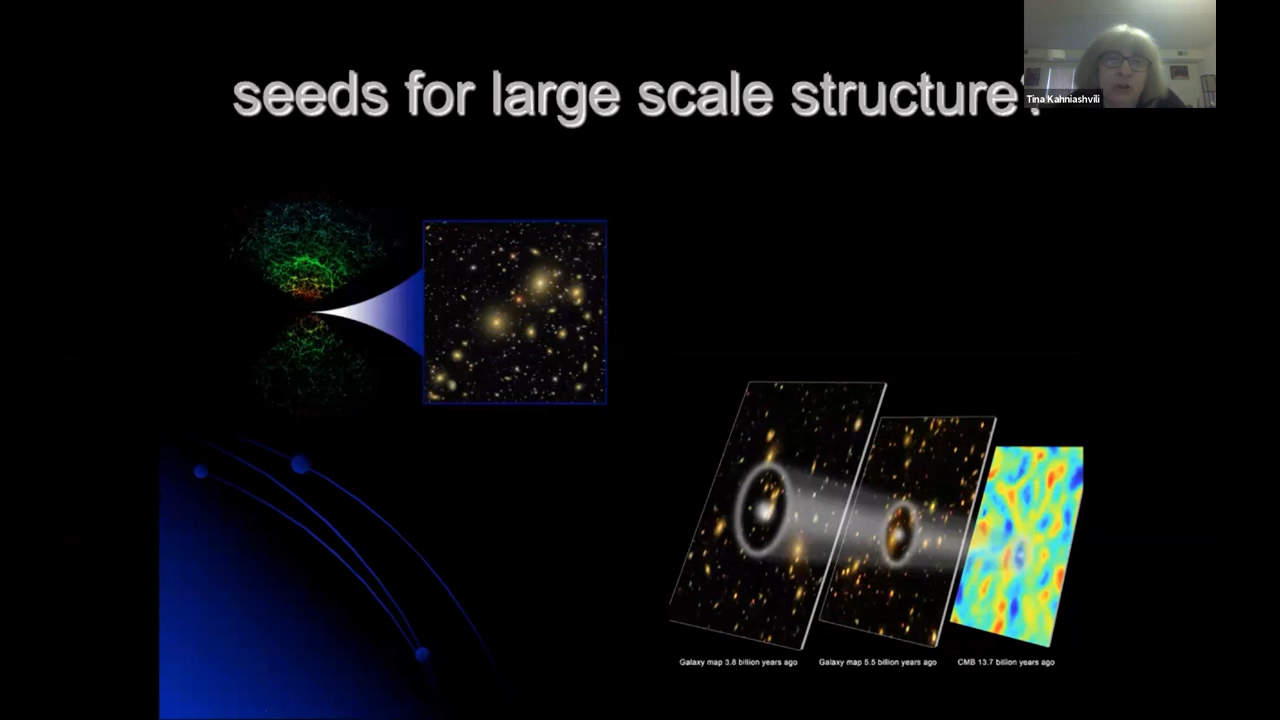 seeds for large scale structure?
Tina Kahniashvili
Galaxy map 3.8 billion years ago
Galaxy map 5.5 billion years ago
CMB 13.7 billion years ago